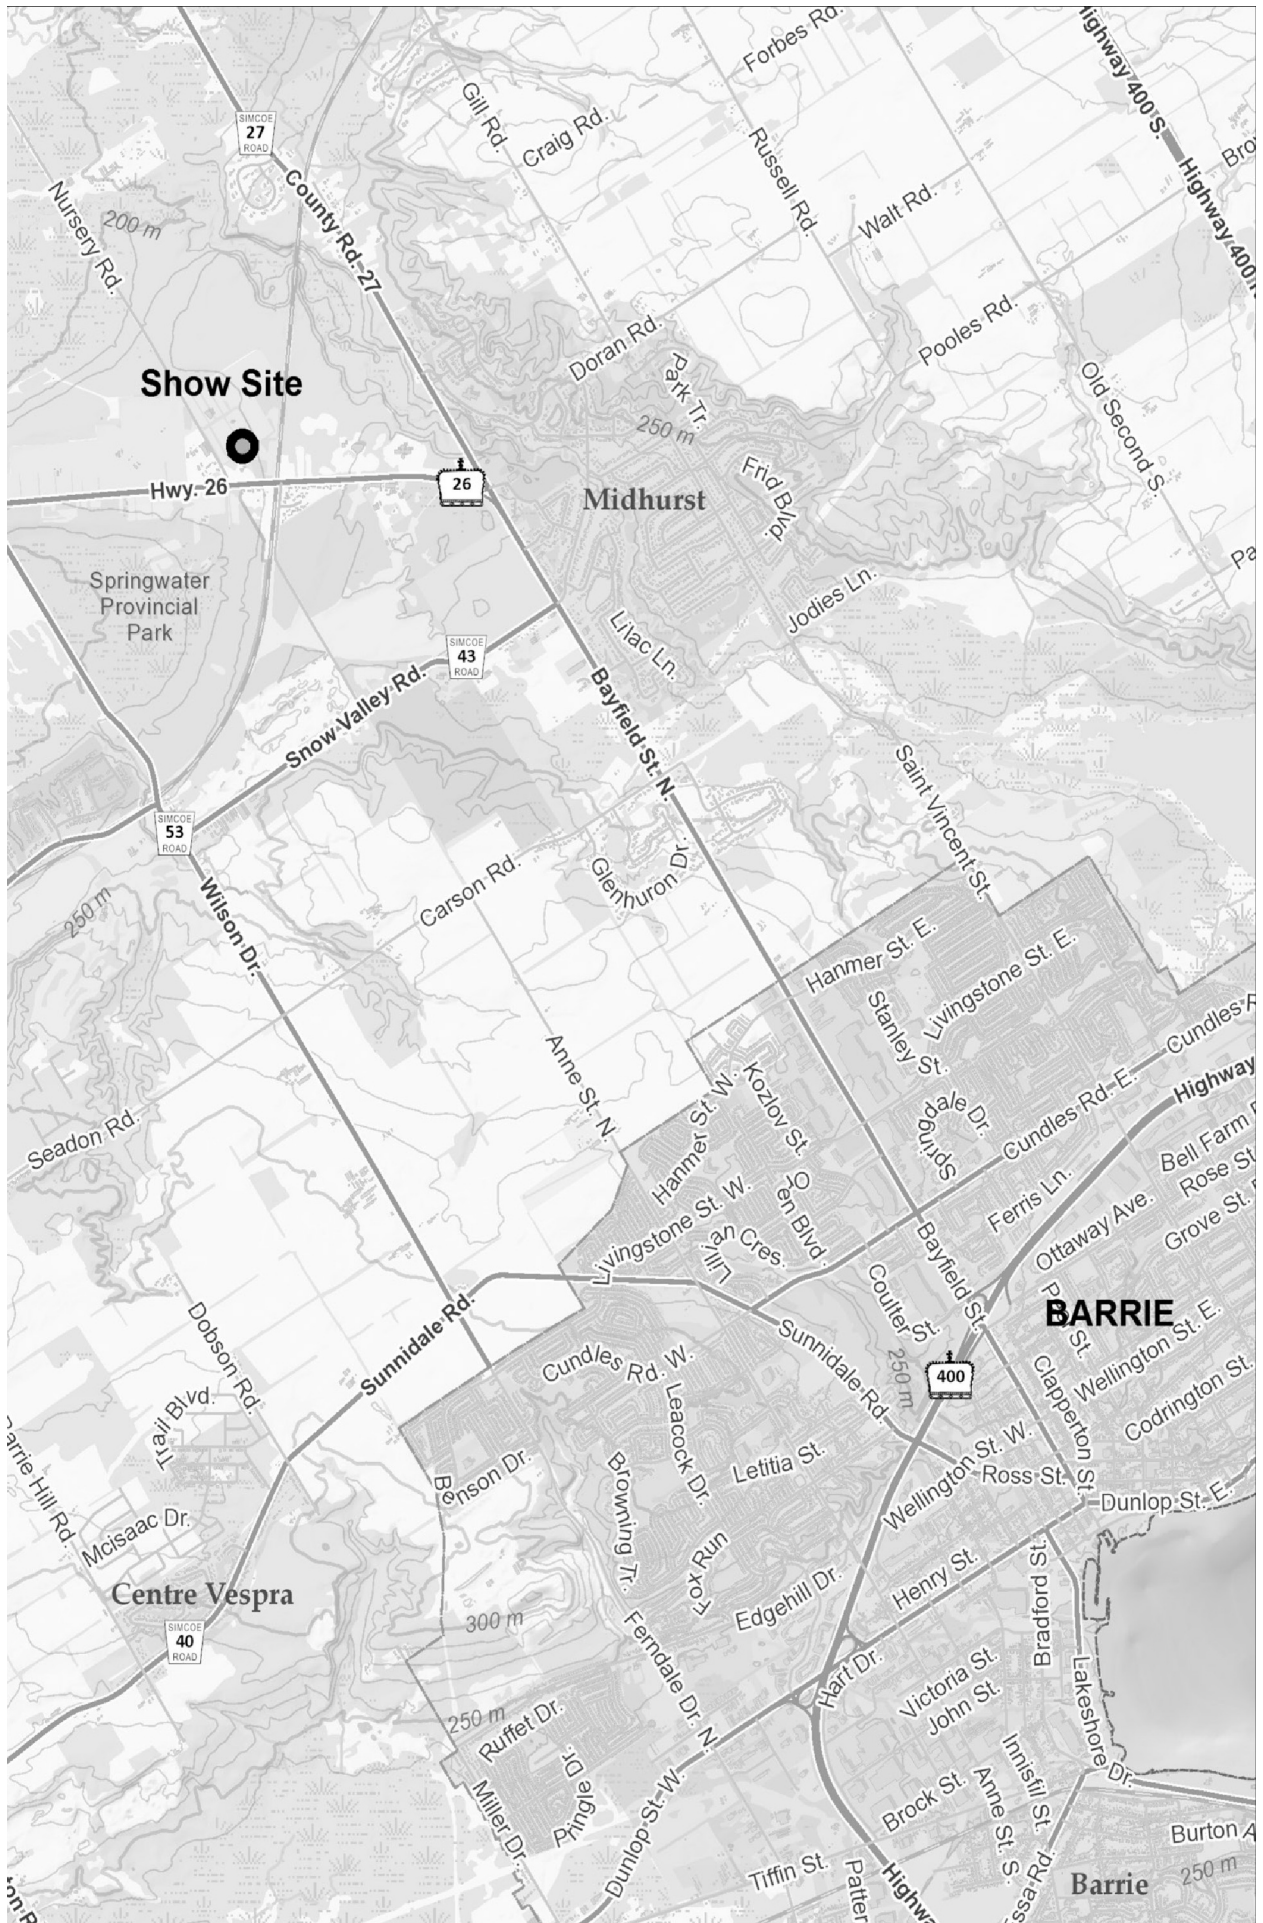 Forbes Rd.
Highway 400 S.
Gill Rd.
Craig Rd.
SIMCOE
27
ROAD
Russell Rd.
Nursery Rd.
200 m
County Rd. 27
Walt Rd.
Highway 400
Pooles Rd.
Doran Rd.
Park Tr.
Show Site
250 m
Old Second S.
Hwy. 26
26
Midhurst
Frid Blvd.
Springwater
Provincial
Park
Jodies Ln.
Lilac Ln.
SIMCOE
43
ROAD
Snow Valley Rd.
Bayfield St. N.
Saint Vincent St.
SIMCOE
53
ROAD
Wilson Dr.
250 m
Carson Rd.
Glenhuron Dr.
Hanmer St. E.
Livingstone St. E.
Stanley St.
Cundles R
Anne St. N.
Kozlov St.
Hanmer St. W.
Springdale Dr.
Cundles Rd. E.
Highway
Bell Farm
Rose St.
Grove St.
Seadon Rd.
Livingstone St. W.
Lillian Cres.
Ferris Ln.
Ottaway Ave.
Bayfield St.
Coulter St.
BARRIE
Sunnidale Rd.
Sunnidale Rd.
Dobson Rd.
Cundles Rd. W.
250 m
400
Wellington St. E.
Clapperton St.
Codrington St.
Trail Blvd.
Leacock Dr.
Letitia St.
Benson Dr.
Browning Tr.
Wellington St. W.
Ross St.
Dunlop St. E.
Mcisaac Dr.
Fox Run
Edgehill Dr.
Henry St.
Bradford St.
Centre Vespra
SIMCOE
40
ROAD
300 m
Ferndale Dr. N.
Hart Dr.
Victoria St.
John St.
Lakeshore Dr.
250 m
Ruffet Dr.
Pringle Dr.
Miller Dr.
Dunlop St. W.
Brock St.
Anne St. S.
Innisfil St.
Burton A
Tiffin St.
Barrie
250 m